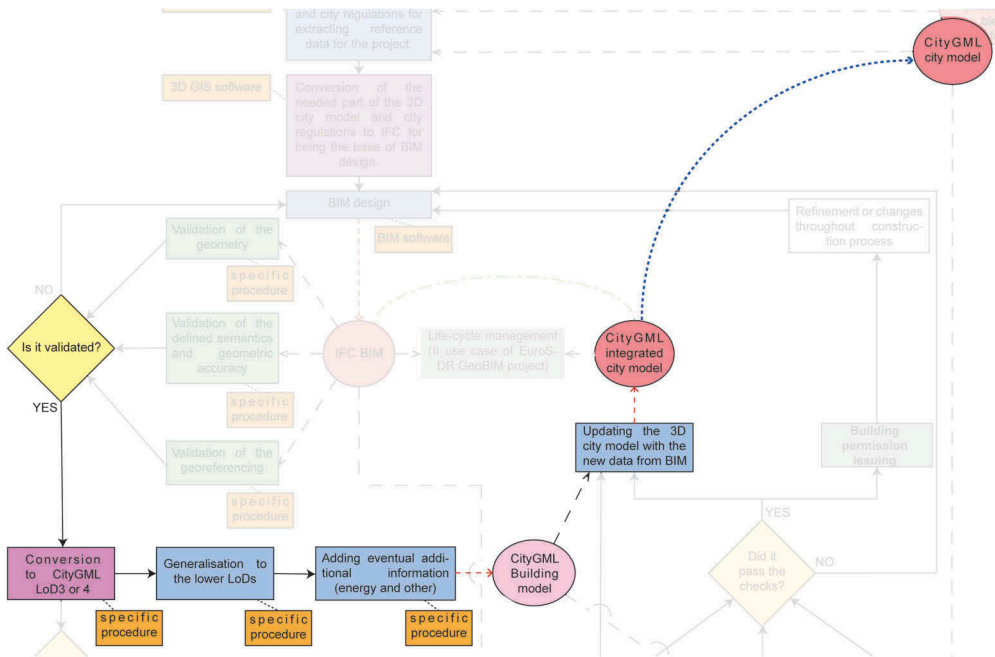 and city regulations for
extracting reference
data for the project.
CityGML
city model
3D GIS software
Conversion of the
needed part of the 3D
city model and city
regulations to IFC for
being the base of BIM
design.
BIM design
BIM software
Refinement or changes
throughout construc-
tion process
Validation of the
geometry
specific
procedure
NO
Is it validated?
YES
Validation of the
defined semantics
and geometric
accuracy
specific
procedure
IFC BIM
Life-cycle management
(II use case of EuroS-
DR GeoBIM project)
CityGML
integrated
city model
Updating the 3D
city model with the
new data from BIM
Building
permission
issuing
Validation of
the georeferencing
specific
procedure
YES
Did it
pass the
checks?
NO
Conversion
to CityGML
LoD3 or 4
Generalisation to
the lower LoDs
Adding eventual addi-
tional information
(energy and other)
CityGML
Building
model
specific
procedure
specific
procedure
specific
procedure